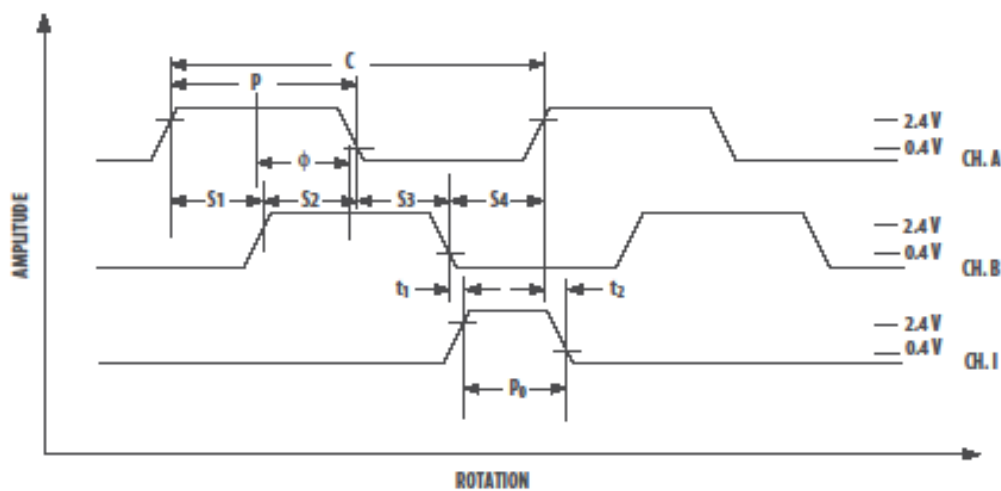 C
P
2.4 V
0.4 V
CH. A
ϕ
S1 S2 S3 S4
AMPLITUDE
2.4 V
0.4 V
CH. B
t1 t2
2.4 V
0.4 V
CH. I
P0
ROTATION